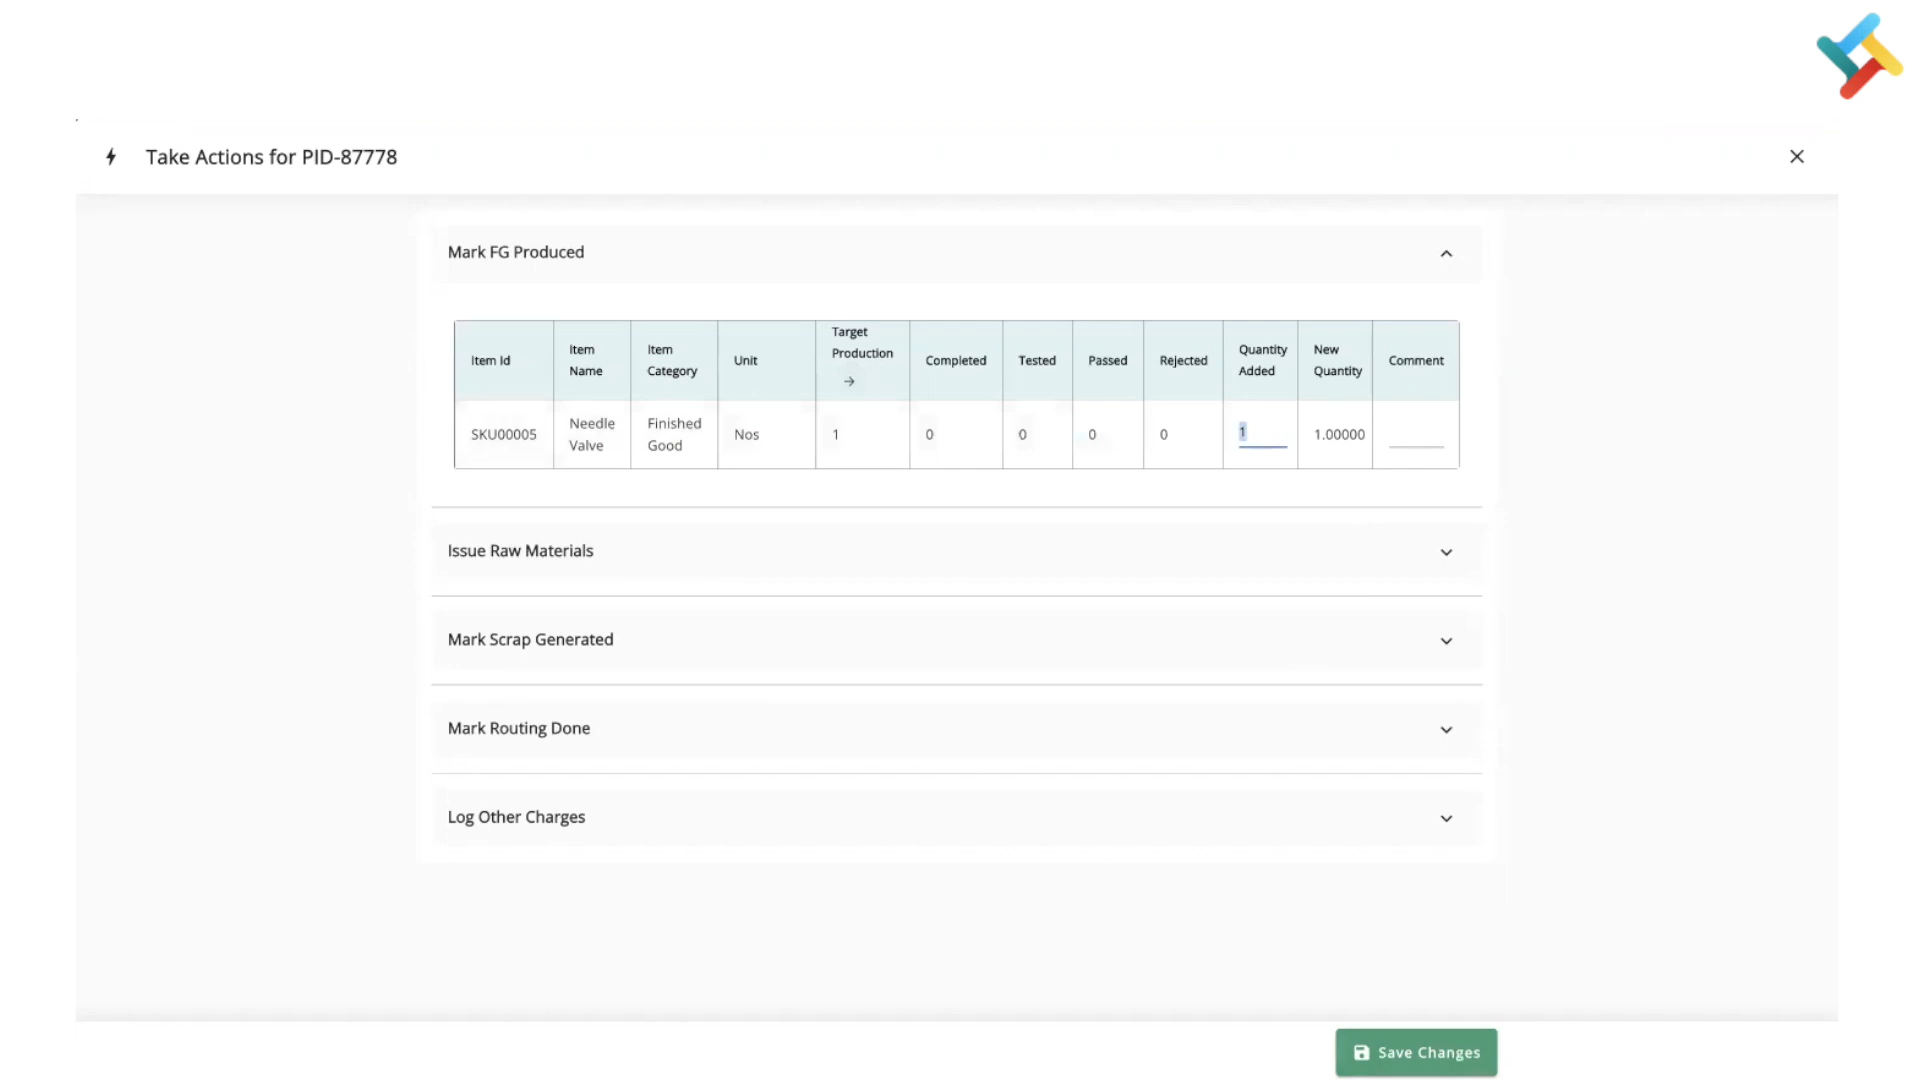 Take Actions for PID-87778
Mark FG Produced
Item Id
Item
Name
Item
Category
Unit
Target
Production
→
Completed
Tested
Passed
Rejected
Quantity
Added
New
Quantity
Comment
SKU00005
Needle
Valve
Finished
Good
Nos
1
0
0
0
0
1
1.00000
Issue Raw Materials
Mark Scrap Generated
Mark Routing Done
Log Other Charges
Save Changes